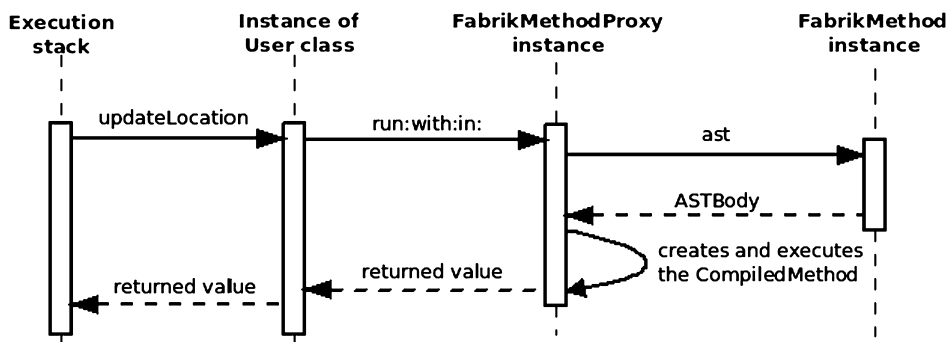 Execution
stack
Instance of
User class
FabrikMethodProxy
instance
FabrikMethod
instance
updateLocation
run:with:in:
ast
ASTBody
creates and executes
the CompiledMethod
returned value
returned value